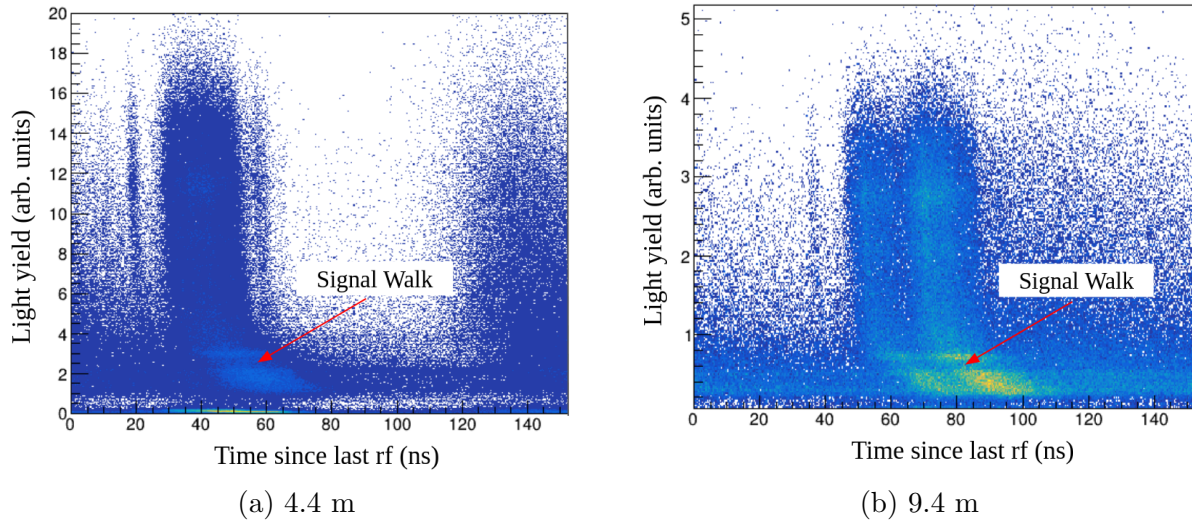 20
18
16
14
12
10
8
6
4
2
0
0 20 40 60 80 100 120 140
Light yield (arb. units)
Time since last rf (ns)
Signal Walk
(a) 4.4 m
5
4
3
2
1
0 20 40 60 80 100 120 140
Light yield (arb. units)
Time since last rf (ns)
Signal Walk
(b) 9.4 m